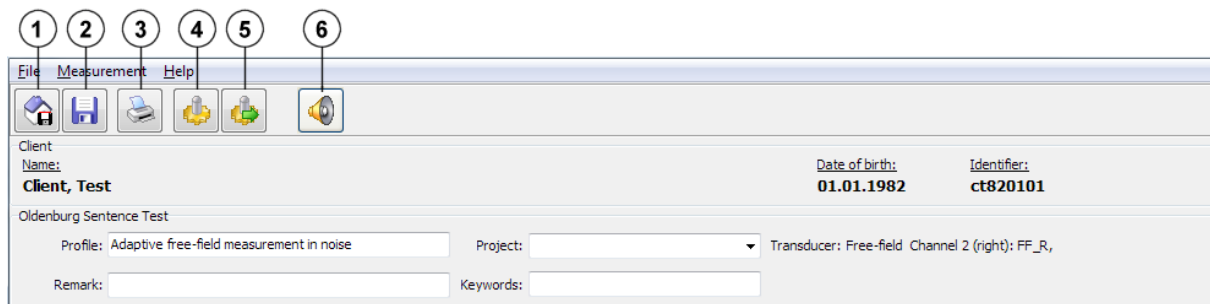 1 2 3 4 5 6
File Measurement Help
Client
Name: Date of birth: Identifier:
Client, Test 01.01.1982 ct820101
Oldenburg Sentence Test
Profile: Adaptive free-field measurement in noise Project: Transducer: Free-field Channel 2 (right): FF_R,
Remark: Keywords: